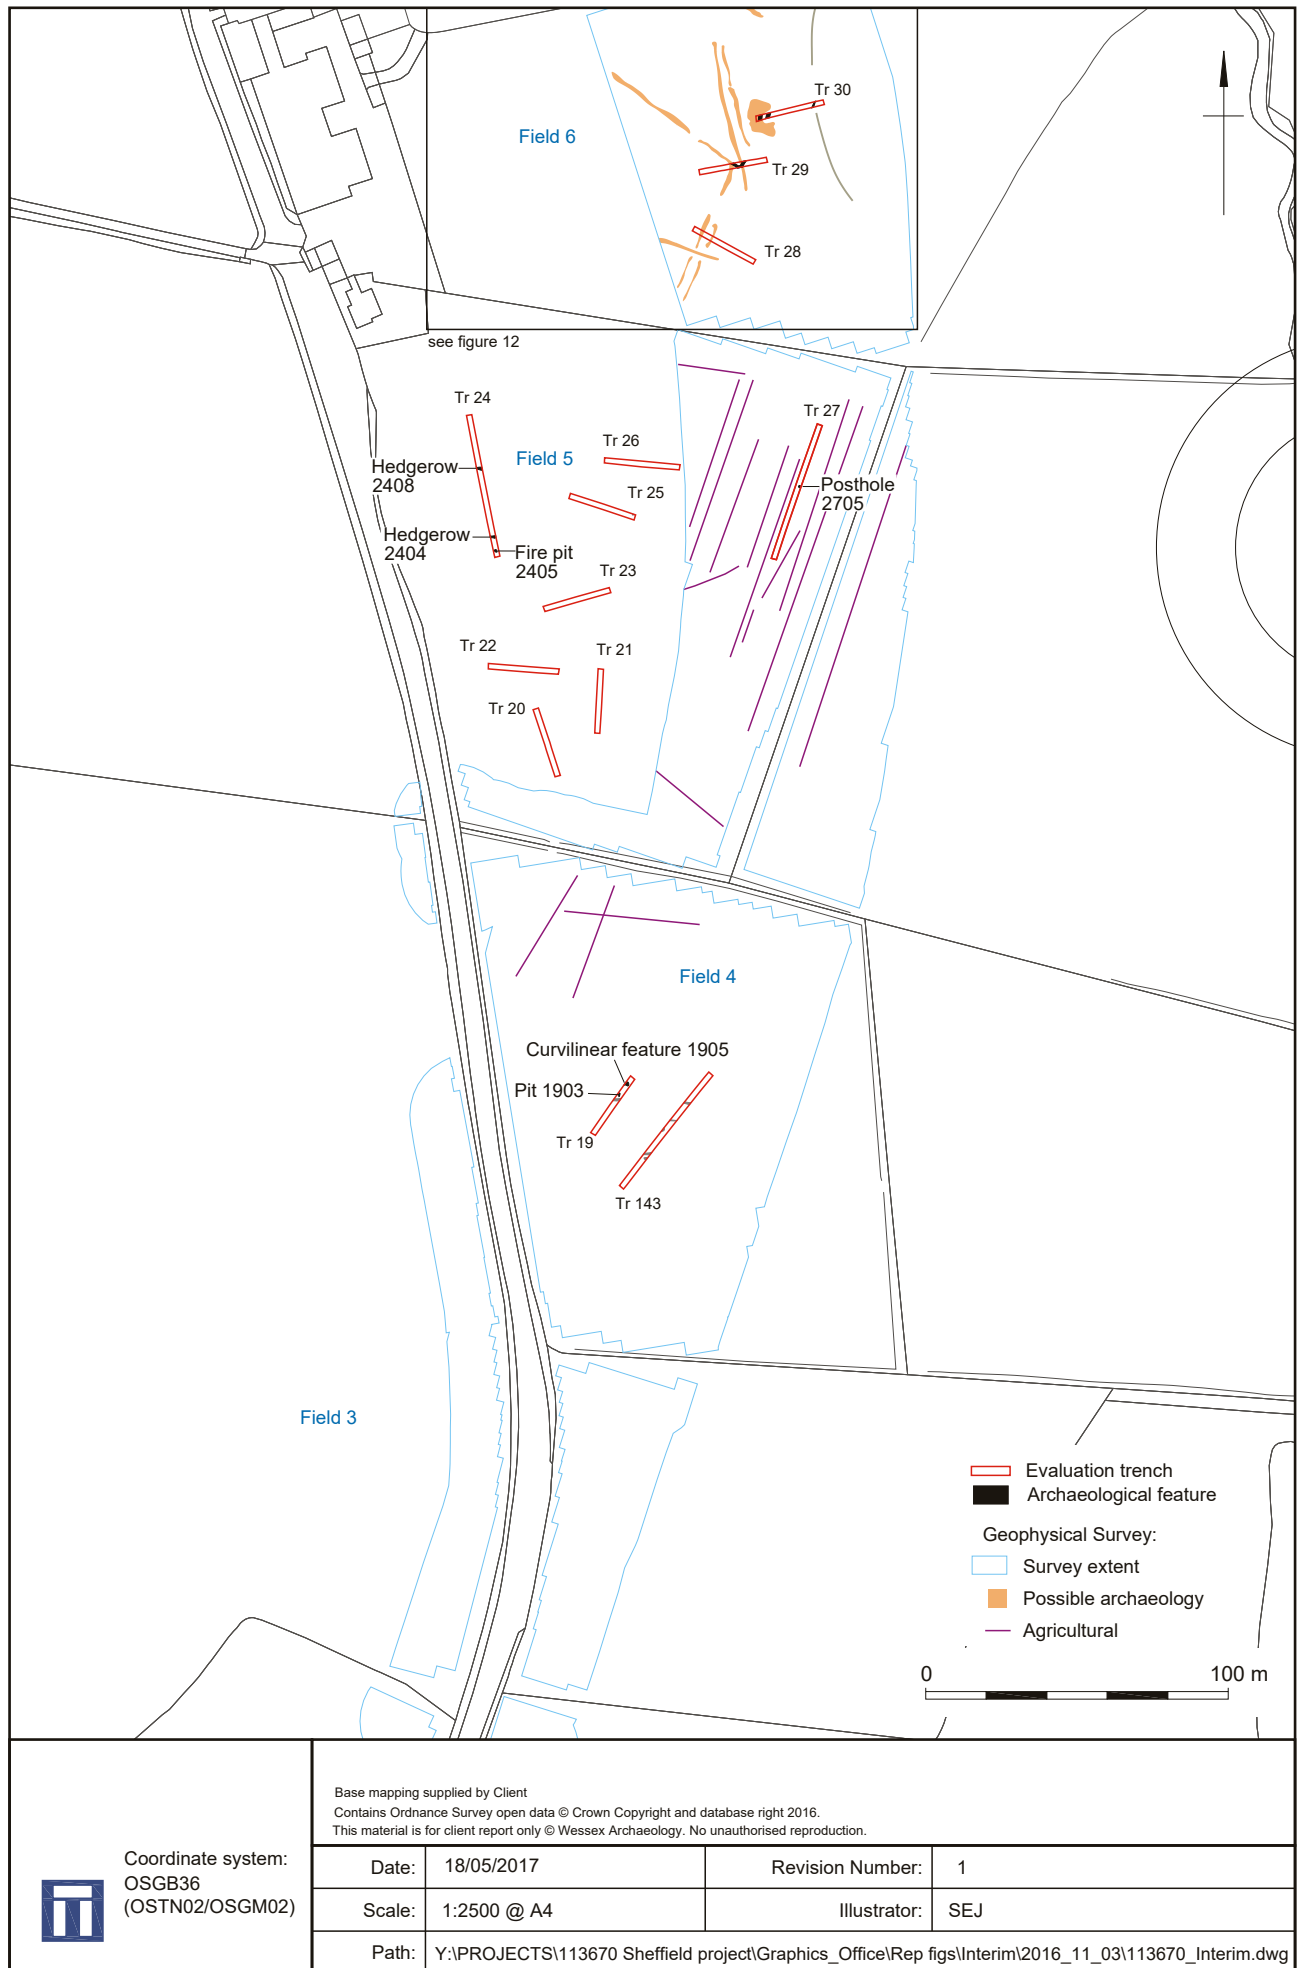 Tr 30
Field 6
Tr 29
Tr 28
see figure 12
Tr 24
Tr 27
Tr 26
Field 5
Hedgerow
2408
Tr 25
Posthole
2705
Hedgerow
2404
Fire pit
2405
Tr 23
Tr 22
Tr 21
Tr 20
Field 4
Curvilinear feature 1905
Pit 1903
Tr 19
Tr 143
Field 3
Evaluation trench
Archaeological feature
Geophysical Survey:
Survey extent
Possible archaeology
Agricultural
0 100 m
Base mapping supplied by Client
Contains Ordnance Survey open data © Crown Copyright and database right 2016.
This material is for client report only © Wessex Archaeology. No unauthorised reproduction.
Coordinate system:
OSGB36
(OSTN02/OSGM02)
Date: 18/05/2017 Revision Number: 1
Scale: 1:2500 @ A4 Illustrator: SEJ
Path: Y:\PROJECTS\113670 Sheffield project\Graphics_Office\Rep figs\Interim\2016_11_03\113670_Interim.dwg